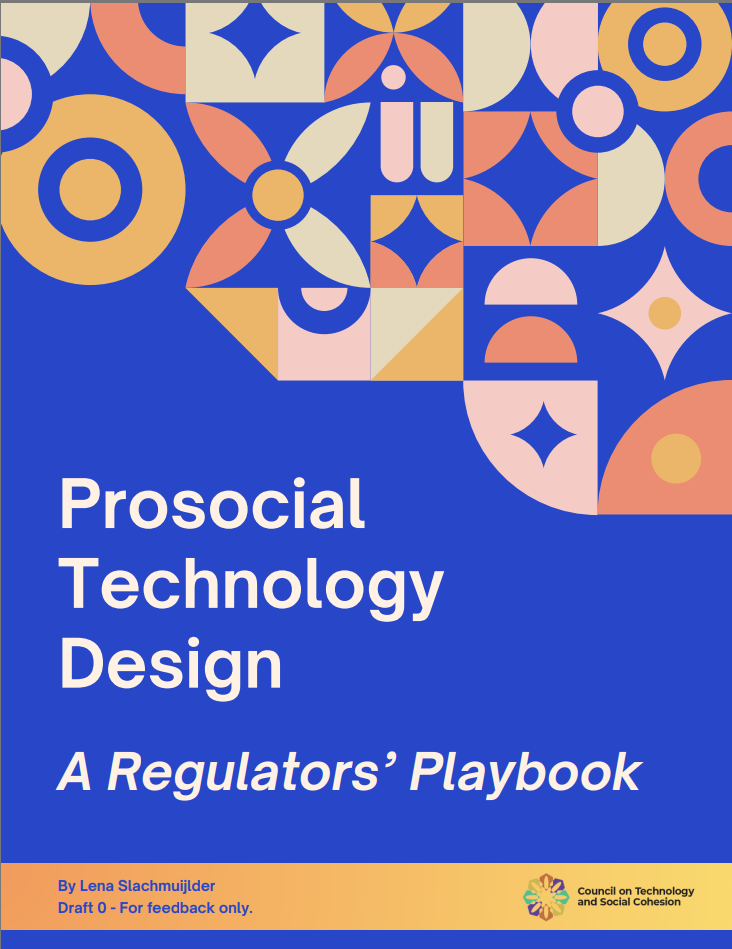 Prosocial
Technology
Design
A Regulators’ Playbook
By Lena Slachmuijlder
Draft 0 - For feedback only.
Council on Technology
and Social Cohesion